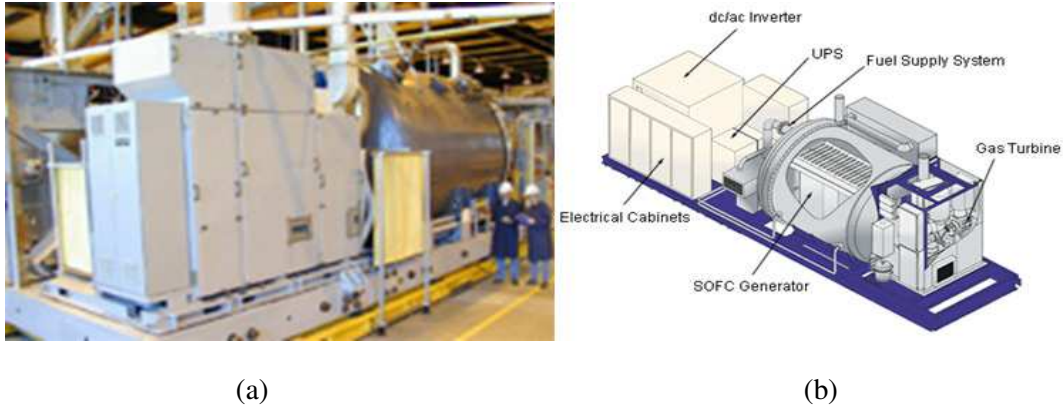 dc/ac Inverter
UPS
Fuel Supply System
Gas Turbine
Electrical Cabinets
SOFC Generator
(a)
(b)